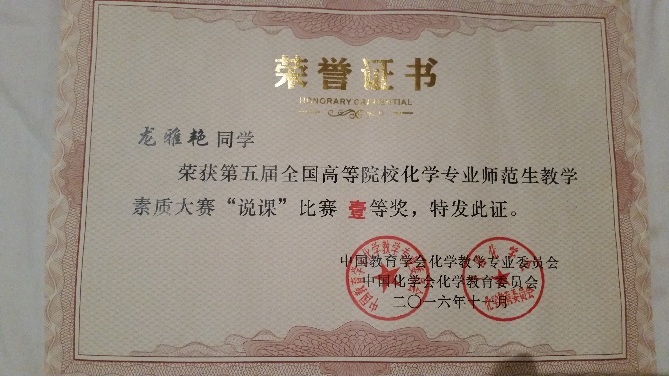 荣誉证书
HONORARY CREDENTIAL
龙雅艳同学
荣获第五届全国高等院校化学专业师范生教学
素质大赛“说课”比赛 壹等奖，特发此证。
中国教育学会化学教学专业委员会
中国化学会化学教育委员会
二〇一六年十一月